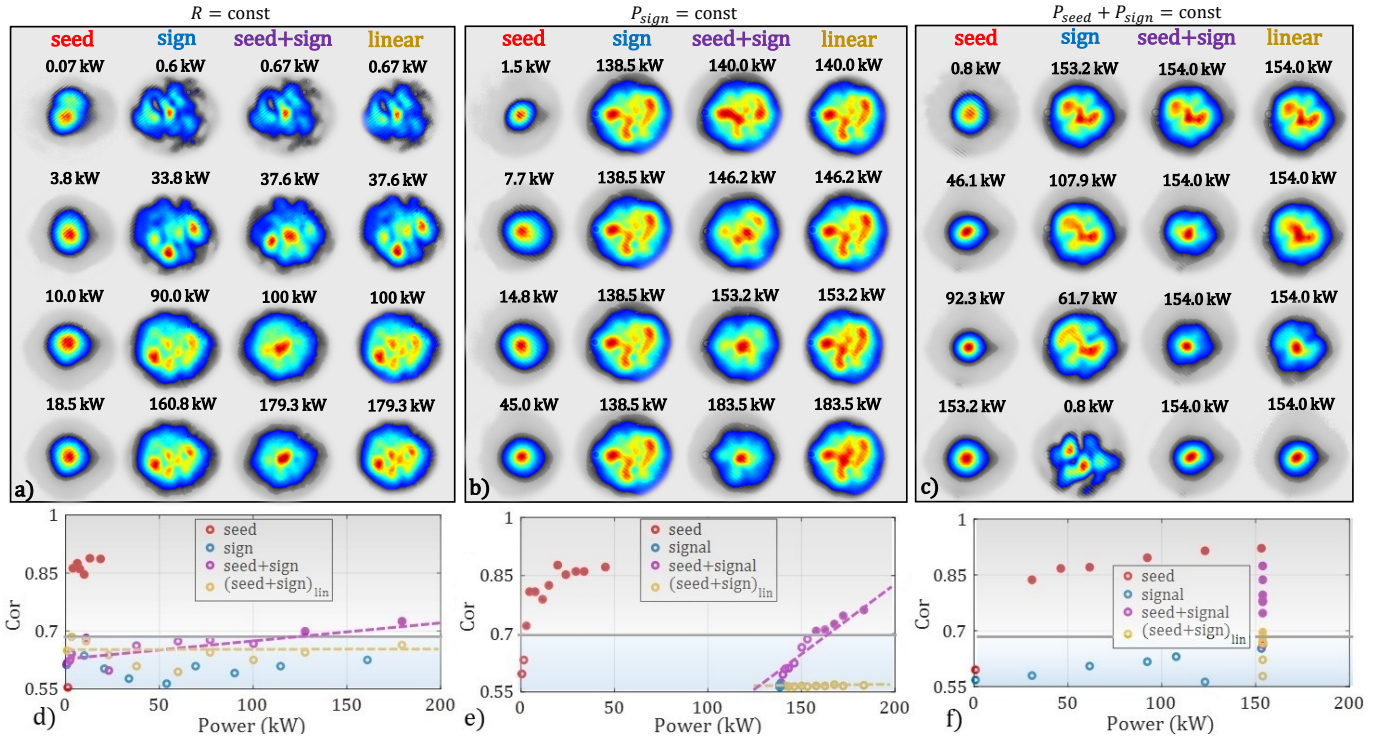 R = const
seed sign seed+sign linear
0.07 kW 0.6 kW 0.67 kW 0.67 kW
3.8 kW 33.8 kW 37.6 kW 37.6 kW
10.0 kW 90.0 kW 100 kW 100 kW
18.5 kW 160.8 kW 179.3 kW 179.3 kW
a)
P_sign = const
seed sign seed+sign linear
1.5 kW 138.5 kW 140.0 kW 140.0 kW
7.7 kW 138.5 kW 146.2 kW 146.2 kW
14.8 kW 138.5 kW 153.2 kW 153.2 kW
45.0 kW 138.5 kW 183.5 kW 183.5 kW
b)
P_seed + P_sign = const
seed sign seed+sign linear
0.8 kW 153.2 kW 154.0 kW 154.0 kW
46.1 kW 107.9 kW 154.0 kW 154.0 kW
92.3 kW 61.7 kW 154.0 kW 154.0 kW
153.2 kW 0.8 kW 154.0 kW 154.0 kW
c)
1
0.85
0.7
0.55
Cor
seed
sign
seed+sign
(seed+sign)_lin
0 50 100 150 200
Power (kW)
d)
1
0.85
0.7
0.55
Cor
seed
signal
seed+signal
(seed+sign)_lin
0 50 100 150 200
Power (kW)
e)
1
0.85
0.7
0.55
Cor
seed
signal
seed+signal
(seed+sign)_lin
0 50 100 150 200
Power (kW)
f)